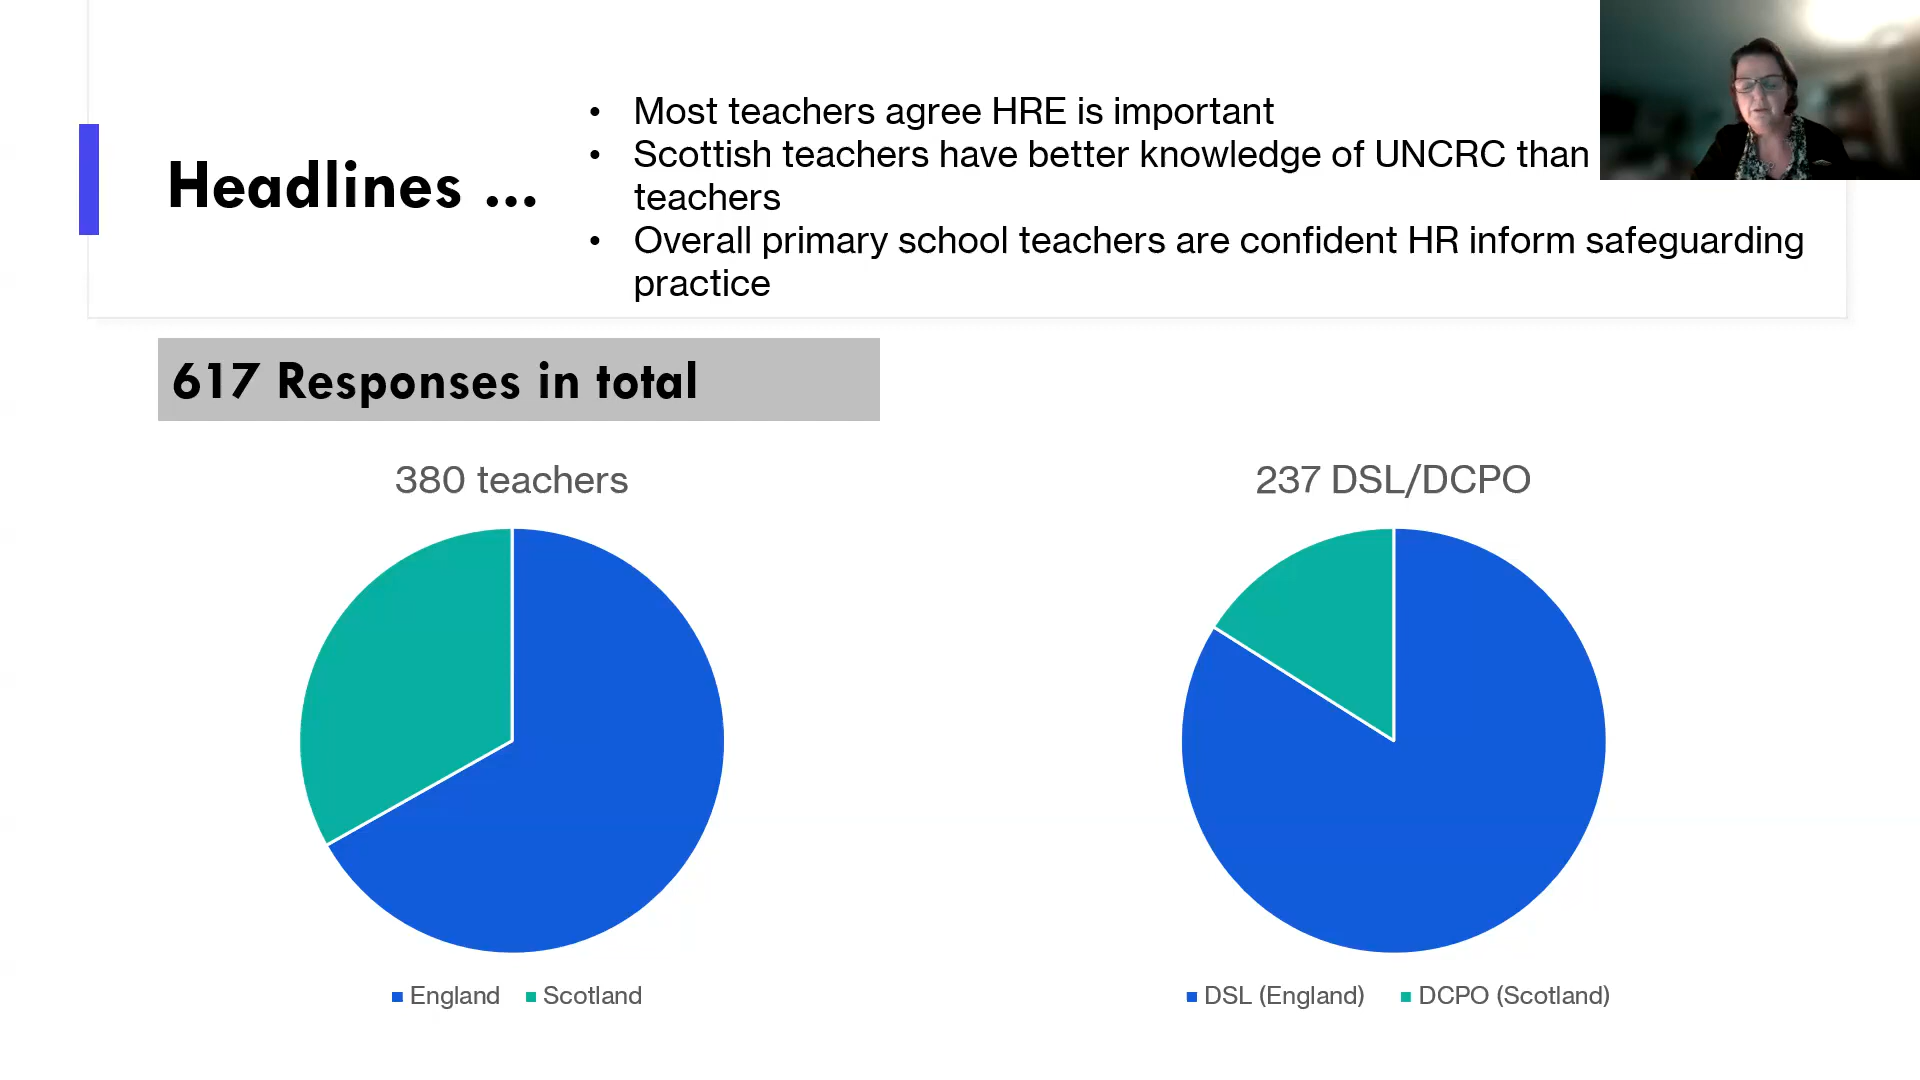 Headlines ...
• Most teachers agree HRE is important
• Scottish teachers have better knowledge of UNCRC than
teachers
• Overall primary school teachers are confident HR inform safeguarding
practice
617 Responses in total
380 teachers
England Scotland
237 DSL/DCPO
DSL (England) DCPO (Scotland)